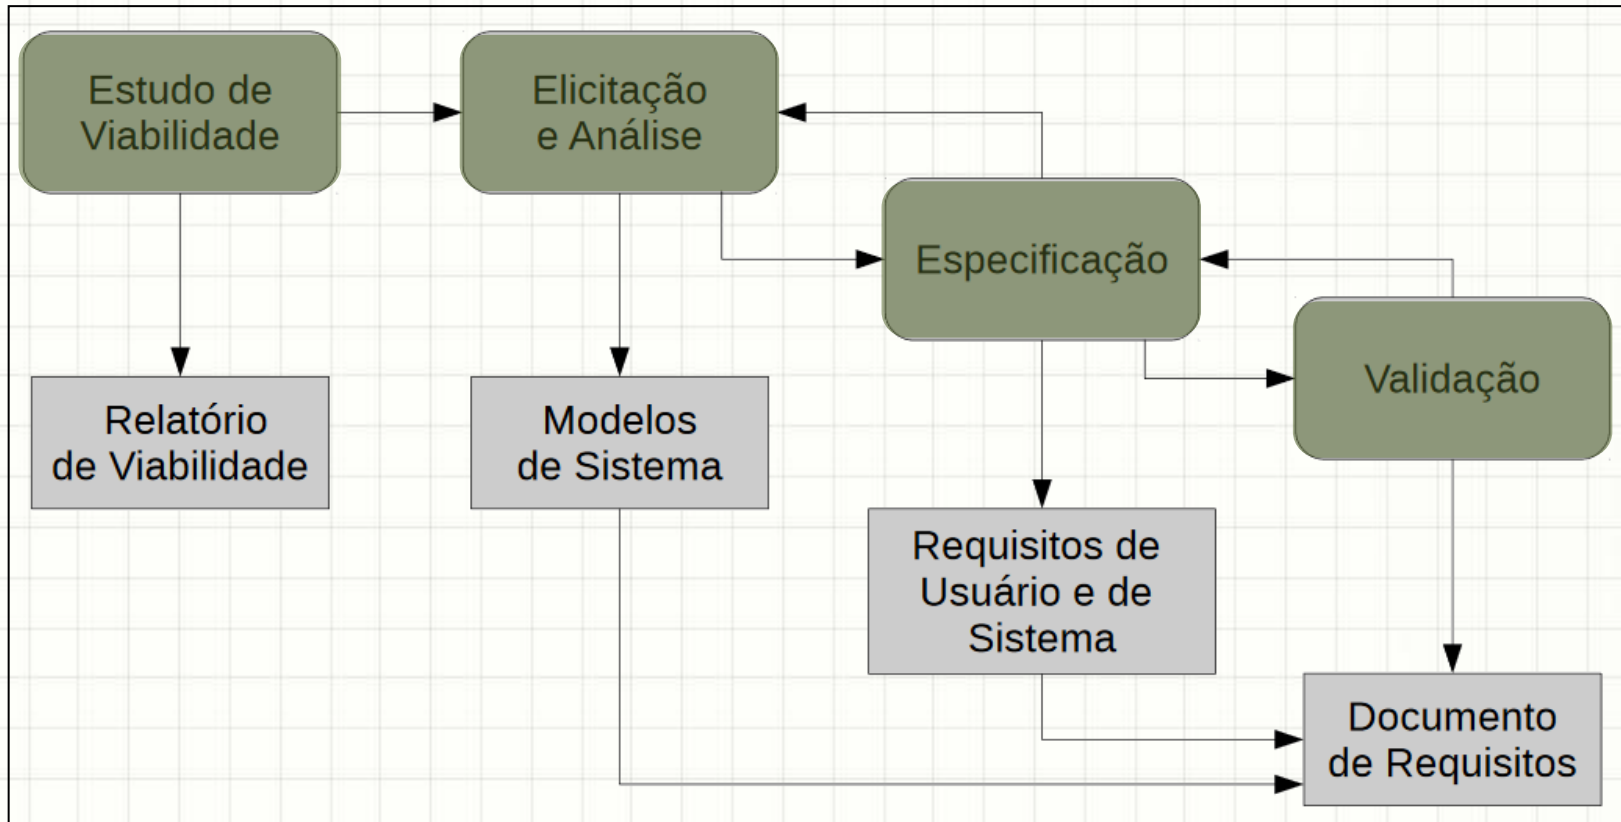 Estudo de
Viabilidade
Elicitação
e Análise
Especificação
Validação
Relatório
de Viabilidade
Modelos
de Sistema
Requisitos de
Usuário e de
Sistema
Documento
de Requisitos